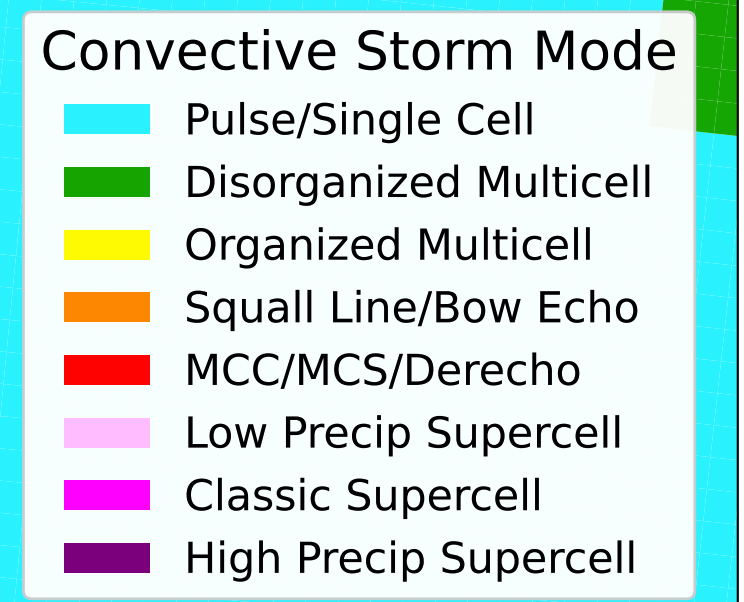 Convective Storm Mode
Pulse/Single Cell
Disorganized Multicell
Organized Multicell
Squall Line/Bow Echo
MCC/MCS/Derecho
Low Precip Supercell
Classic Supercell
High Precip Supercell